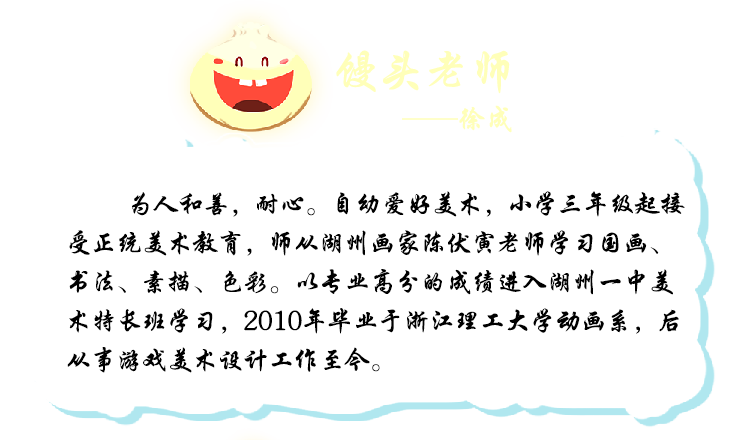 馒头老师
——徐成
为人和善，耐心。自幼爱好美术，小学三年级起接
受正统美术教育，师从湖州画家陈伏寅老师学习国画、
书法、素描、色彩。以专业高分的成绩进入湖州一中美
术特长班学习，2010年毕业于浙江理工大学动画系，后
从事游戏美术设计工作至今。